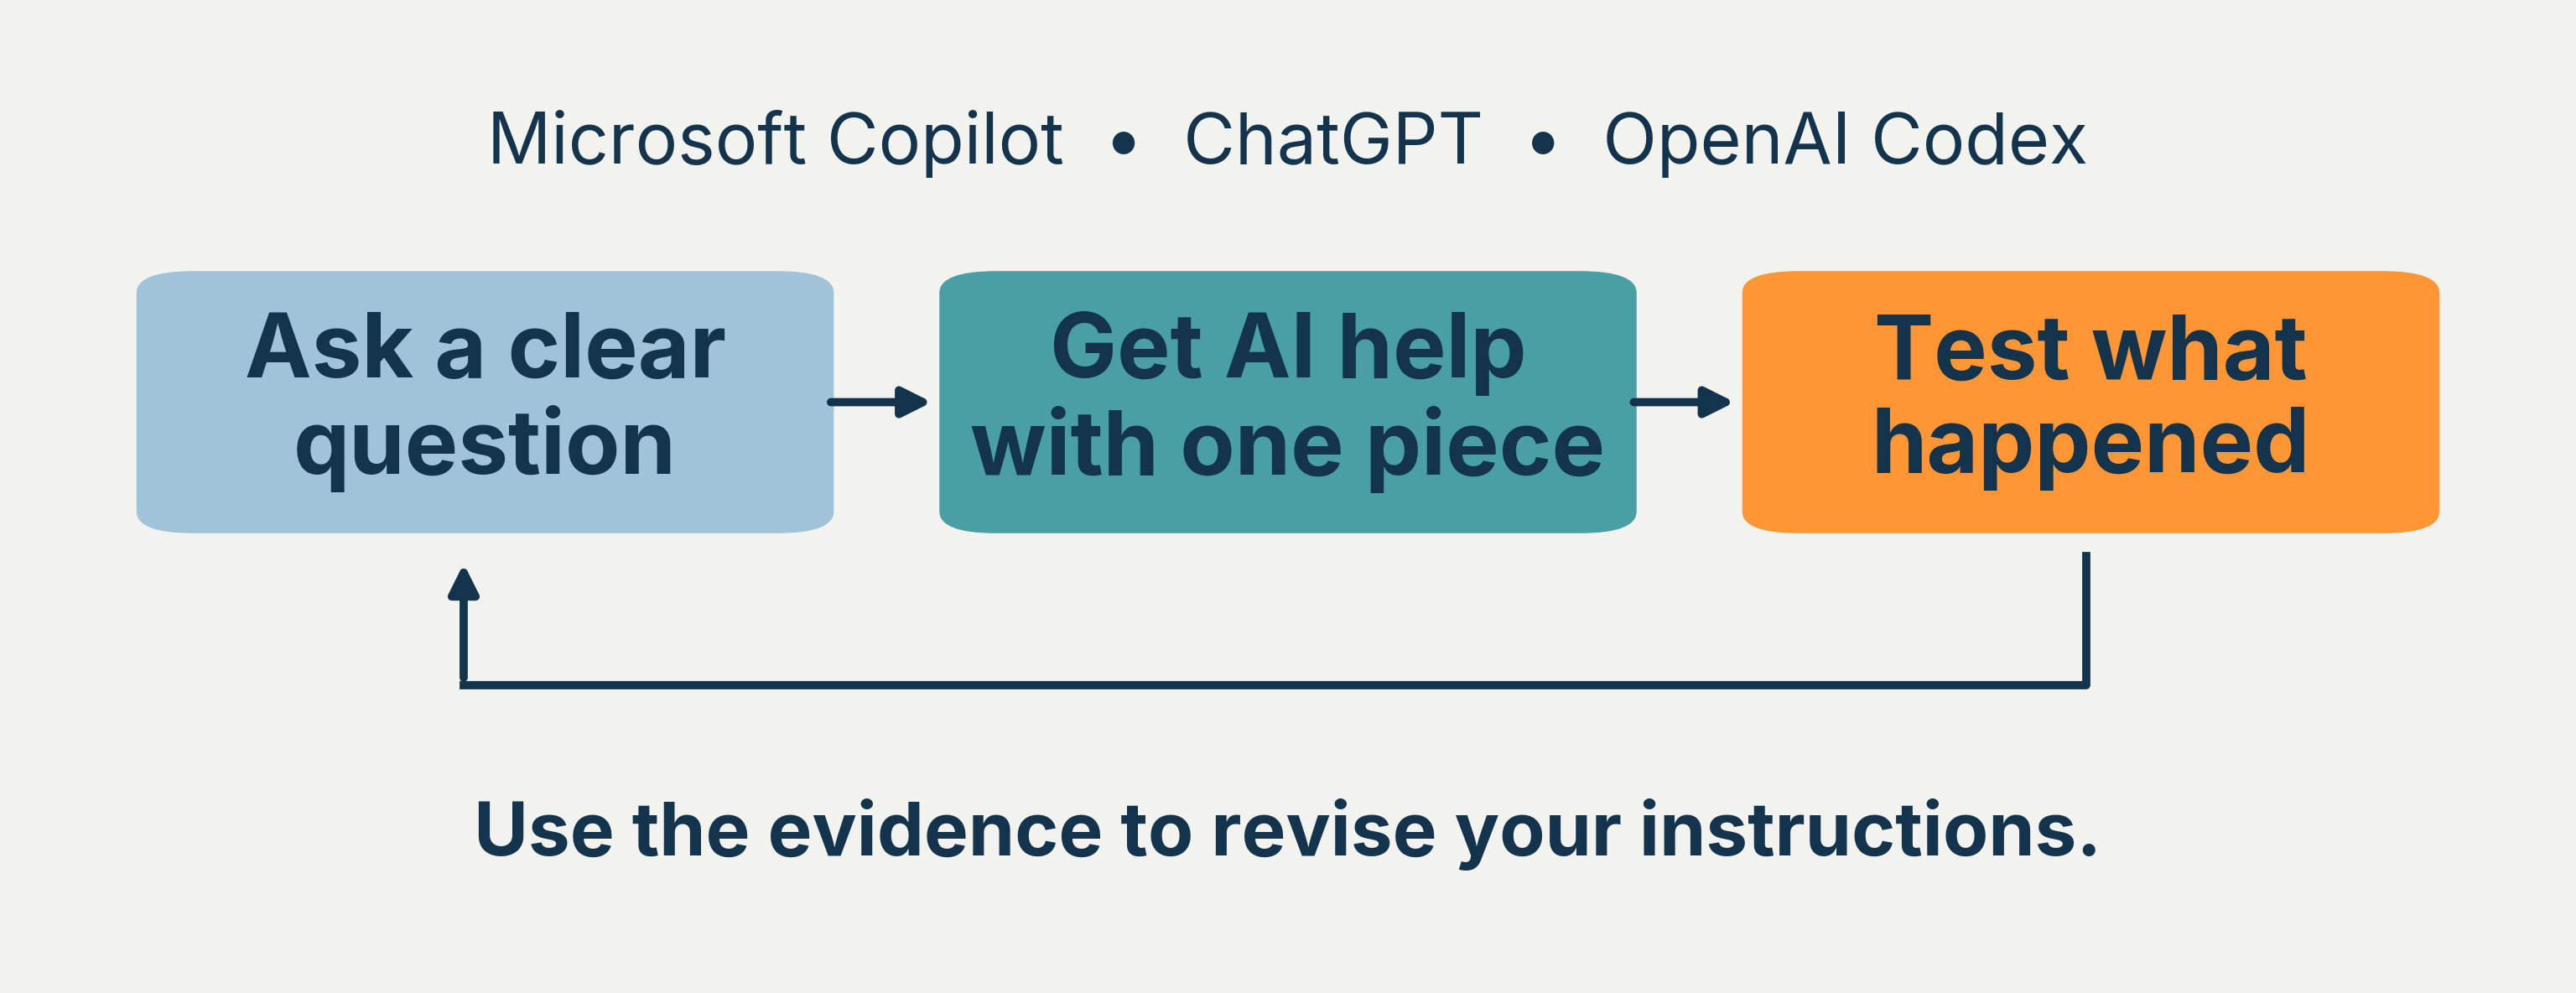 Microsoft Copilot • ChatGPT • OpenAI Codex
Ask a clear
question
Get AI help
with one piece
Test what
happened
Use the evidence to revise your instructions.